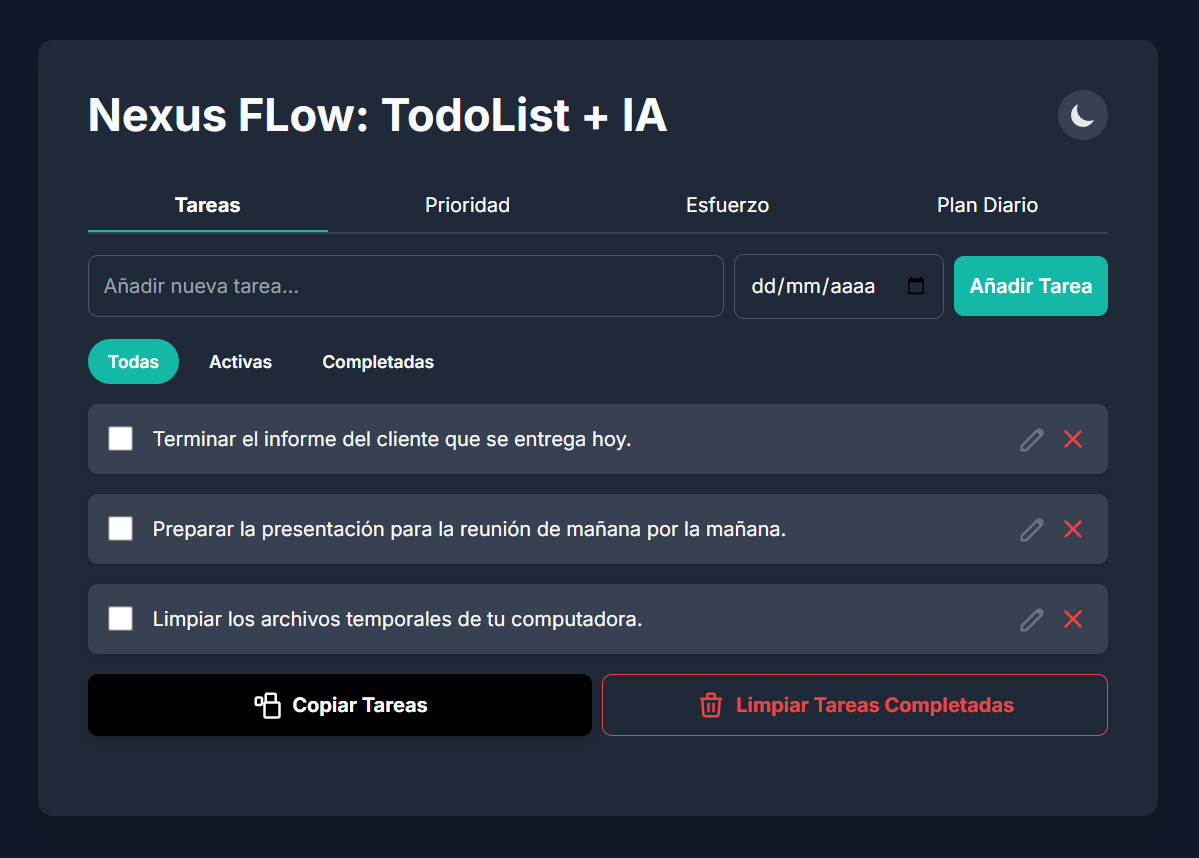 Nexus FLow: TodoList + IA
Tareas
Prioridad
Esfuerzo
Plan Diario
Añadir nueva tarea...
dd/mm/aaaa
Añadir Tarea
Todas
Activas
Completadas
Terminar el informe del cliente que se entrega hoy.
Preparar la presentación para la reunión de mañana por la mañana.
Limpiar los archivos temporales de tu computadora.
Copiar Tareas
Limpiar Tareas Completadas